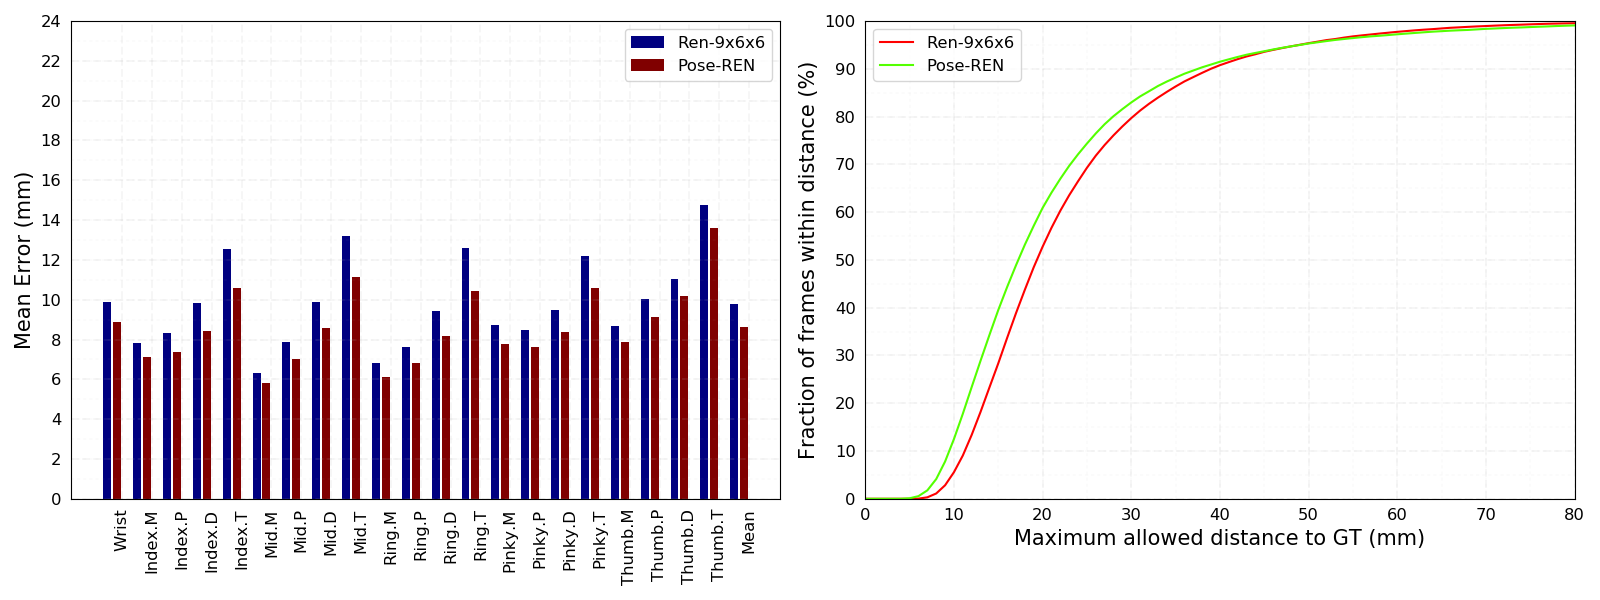 24
22
20
18
16
14
12
10
8
6
4
2
0
Mean Error (mm)
Ren-9x6x6
Pose-REN
Wrist
Index.M
Index.P
Index.D
Index.T
Mid.M
Mid.P
Mid.D
Mid.T
Ring.M
Ring.P
Ring.D
Ring.T
Pinky.M
Pinky.P
Pinky.D
Pinky.T
Thumb.M
Thumb.P
Thumb.D
Thumb.T
Mean
100
90
80
70
60
50
40
30
20
10
0
Fraction of frames within distance (%)
Ren-9x6x6
Pose-REN
0 10 20 30 40 50 60 70 80
Maximum allowed distance to GT (mm)